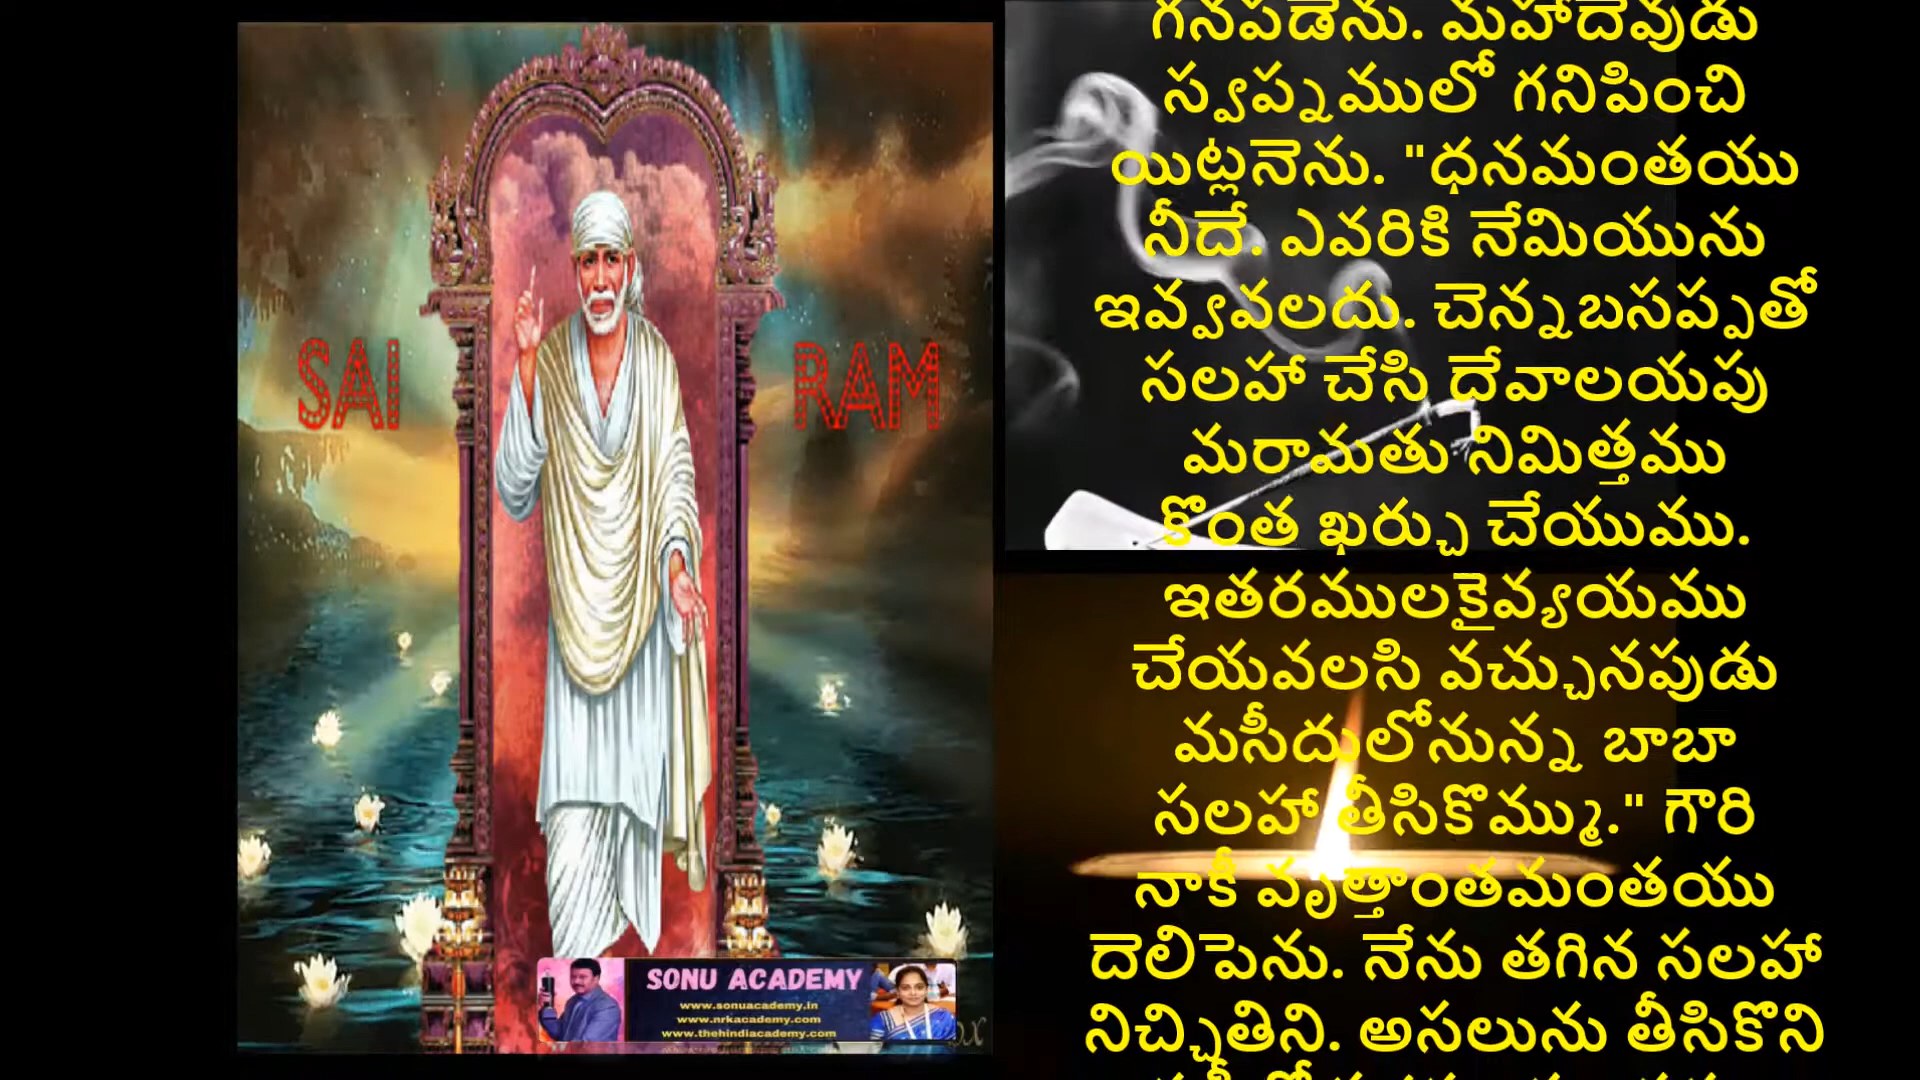 SAI RAM
SONU ACADEMY
www.sonuacademy.in
www.nrkacademy.com
www.thehindiacademy.com
గనపడెను. మహాదేవుడు
స్వప్నములో గనిపించి
యిట్లనెను. "ధనమంతయు
నీదే. ఎవరికి నేమియును
ఇవ్వవలదు. చెన్నబసప్పతో
సలహా చేసి దేవాలయపు
మరామతు నిమిత్తము
కొంత ఖర్చు చేయుము.
ఇతరములకైవ్యయము
చేయవలసి వచ్చునపుడు
మసీదులోనున్న బాబా
సలహా తీసికొమ్ము." గౌరి
నాకీ వృత్తాంతమంతయు
దెలిపెను. నేను తగిన సలహా
నిచ్చితిని. అసలును తీసికొని